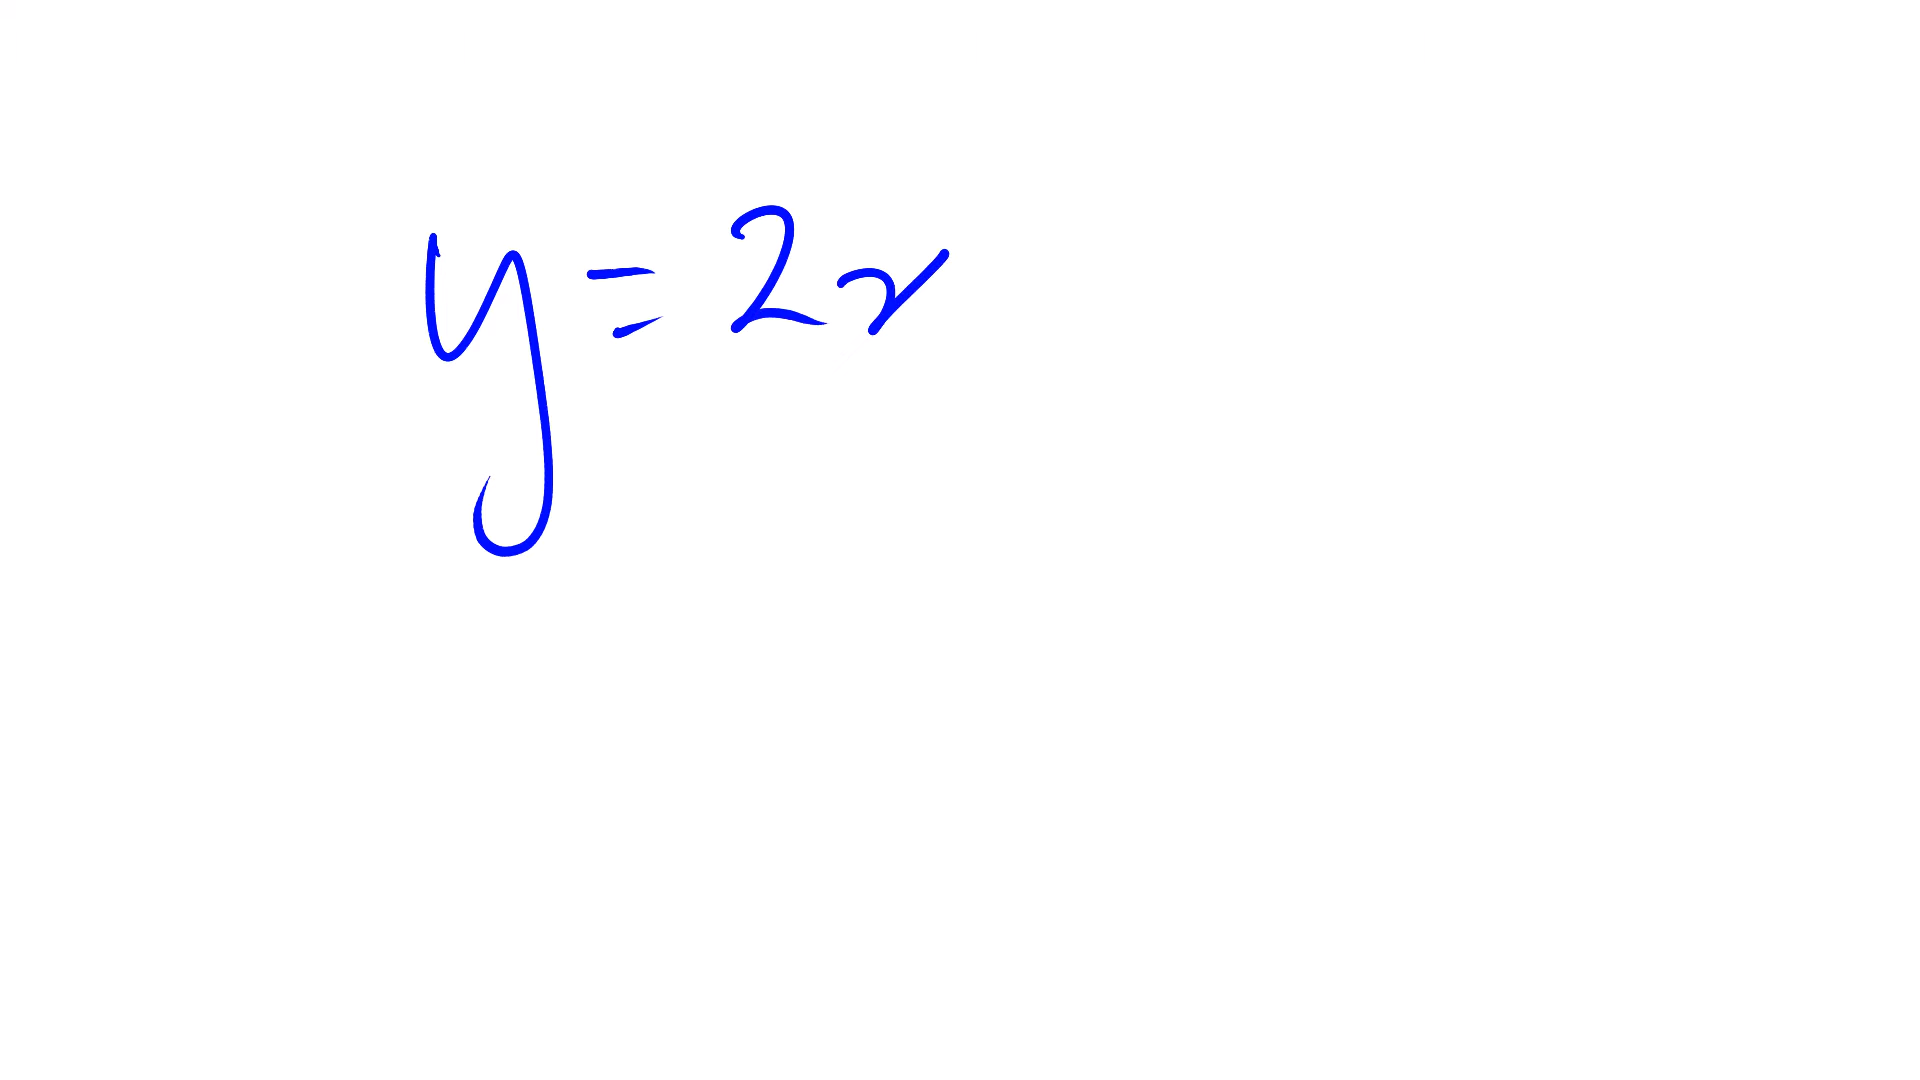 y = 2x